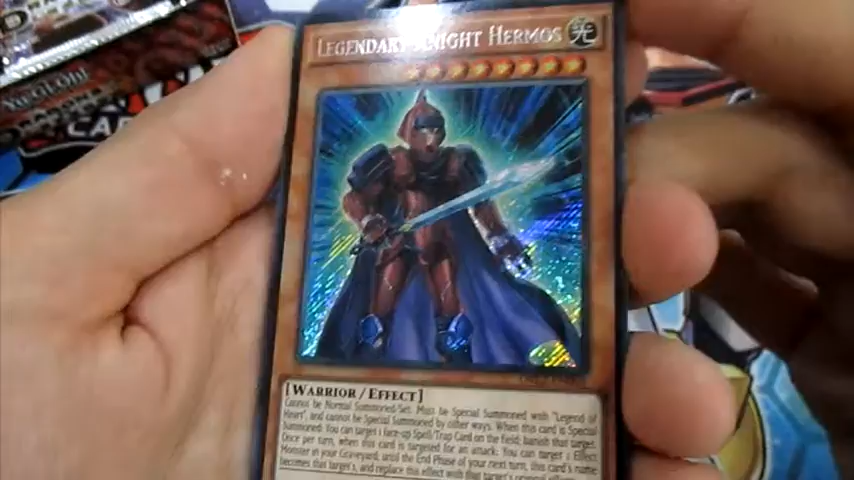 LEGENDARY KNIGHT HERMOS
YU-GI-OH!
[WARRIOR/EFFECT]
Cannot be Normal Summoned/Set. Must be Special Summoned with "Legend of
Heart", and cannot be Special Summoned by other ways. When this card is Special
Summoned: You can target 1 face-up Spell/Trap Card on the field; banish that target.
Once per turn, when this card is targeted for an attack: You can target 1 Effect
Monster in your Graveyard; until the End Phase of your next turn, this card's name
becomes that target's, and replace this effect with that target's original effects.